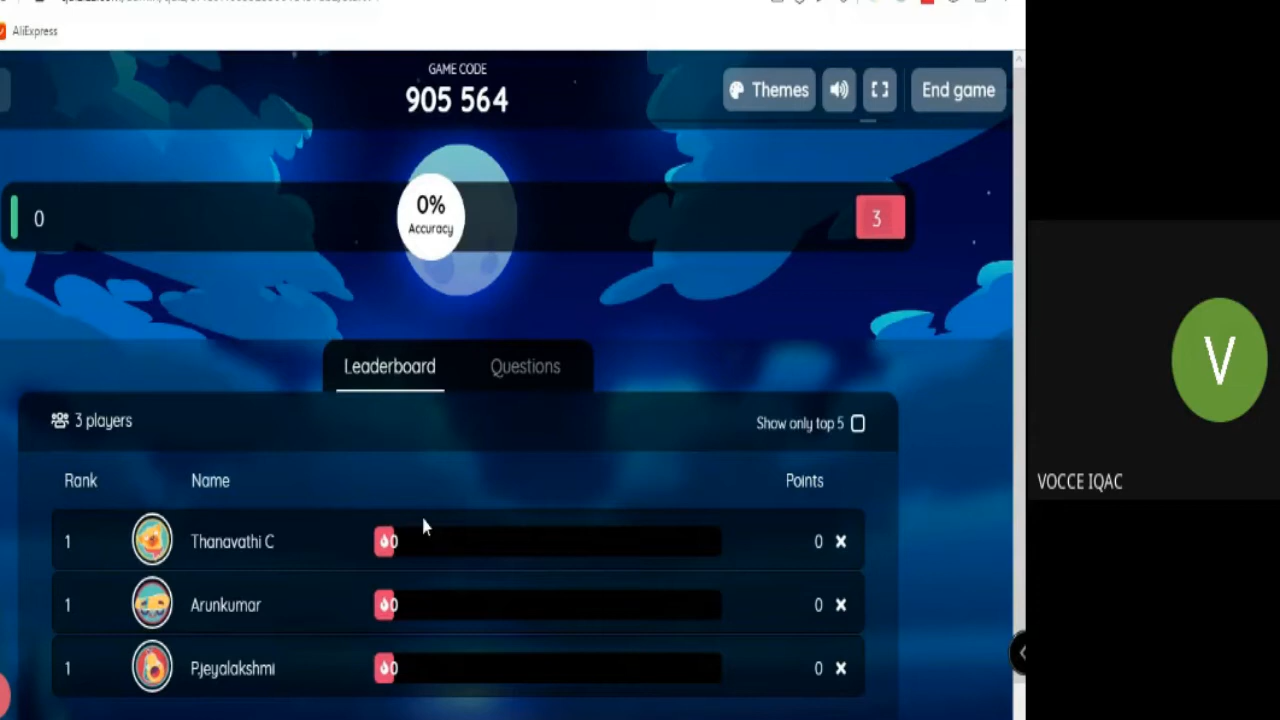 AliExpress
GAME CODE
905 564
Themes
End game
0
0%
Accuracy
3
Leaderboard
Questions
3 players
Show only top 5
Rank Name Points
1 Thanavathi C 0 0
1 Arunkumar 0 0
1 P.jeyalakshmi 0 0
V
VOCCE IQAC